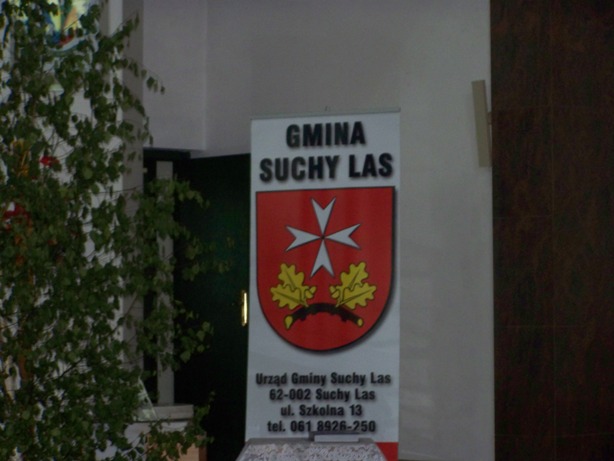 GMINA
SUCHY LAS
Urząd Gminy Suchy Las
62-002 Suchy Las
ul. Szkolna 13
tel. 061 8926-250